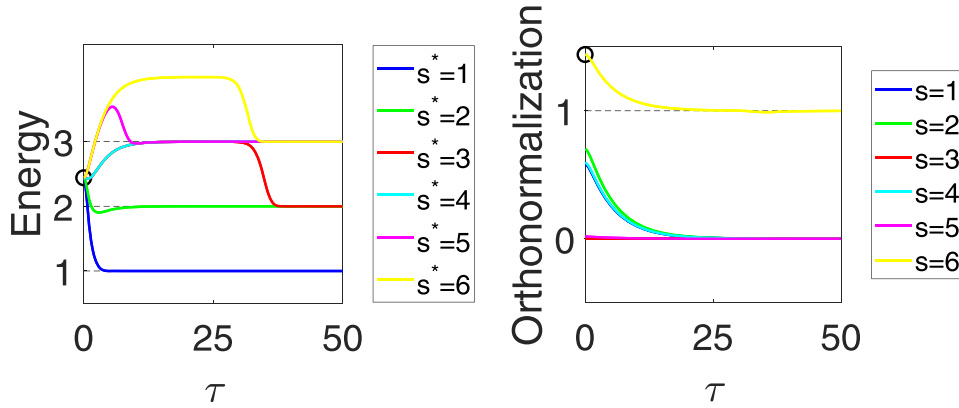 Energy
3
2
1
0
25
50
τ
s*=1
s*=2
s*=3
s*=4
s*=5
s*=6
Orthonormalization
1
0
0
25
50
τ
s=1
s=2
s=3
s=4
s=5
s=6